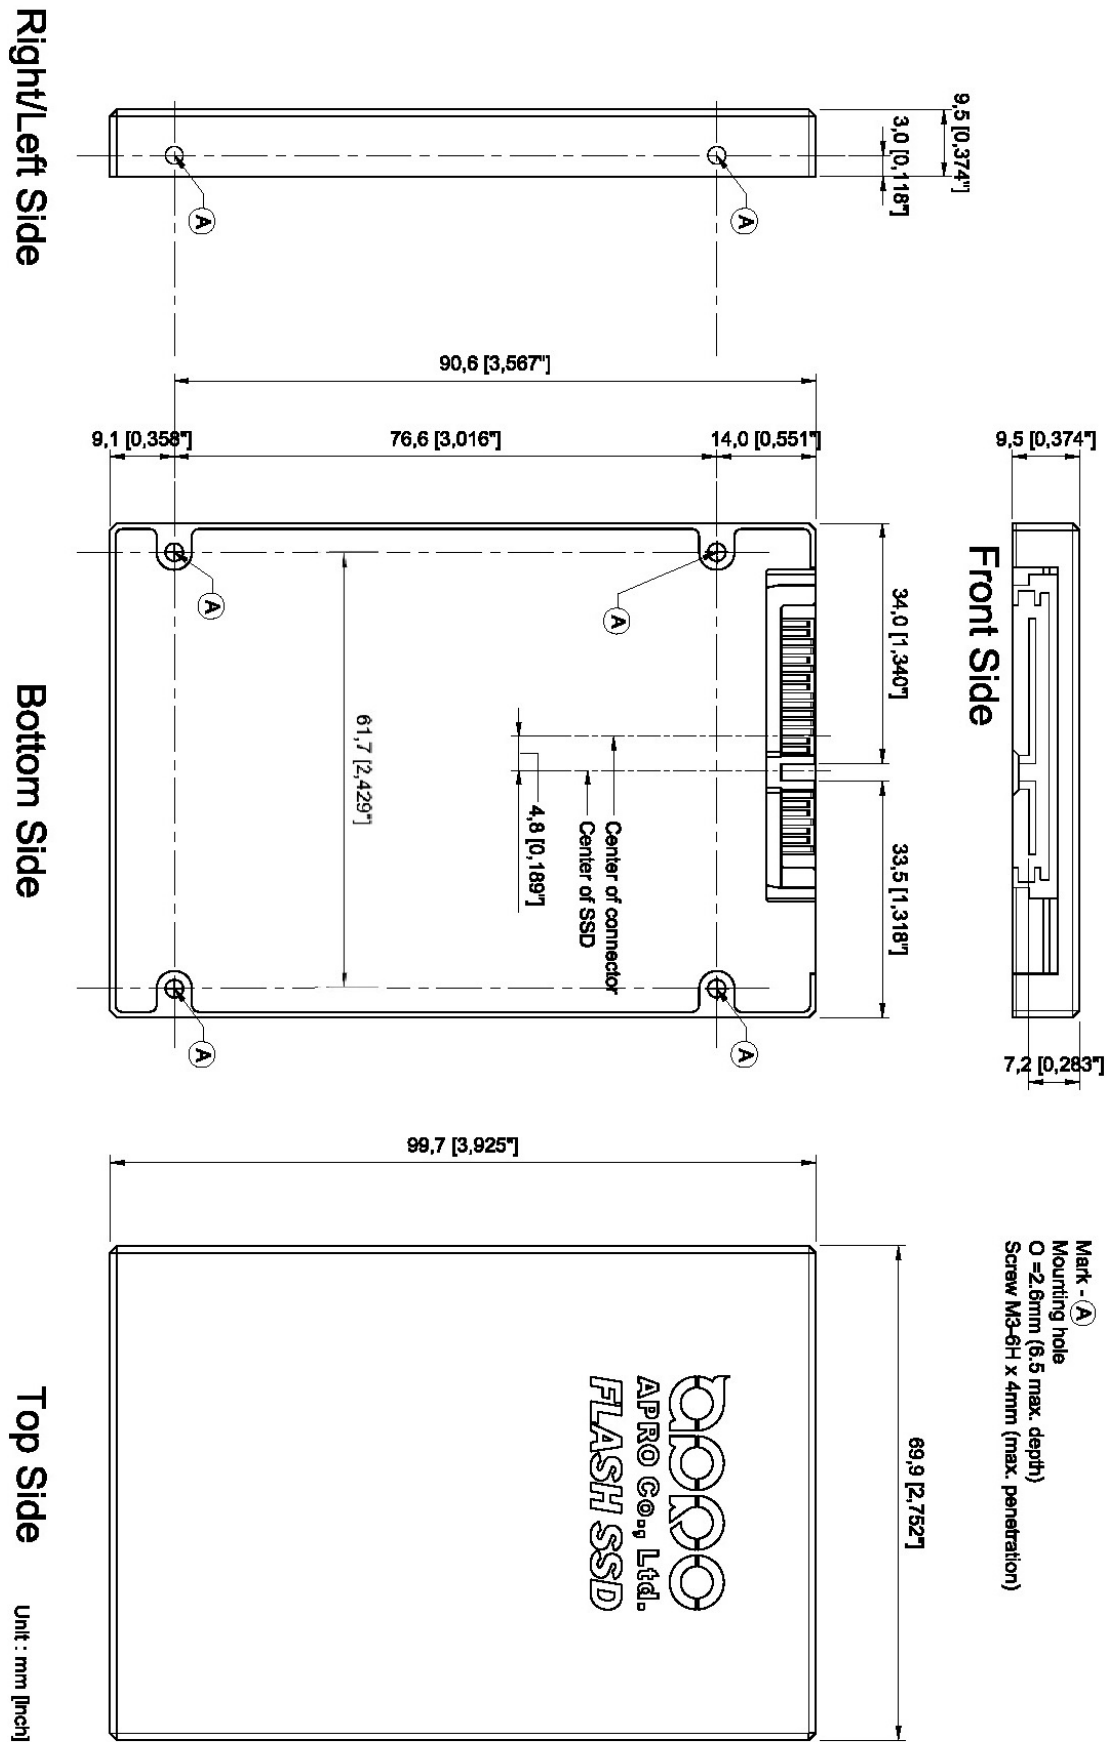 9,5 [0,374"]
3,0 [0,118"]
A
A
Right/Left Side
90,6 [3,567"]
9,1 [0,358"]
76,6 [3,016"]
14,0 [0,551"]
9,5 [0,374"]
Front Side
7,2 [0,283"]
34,0 [1,340"]
33,5 [1,318"]
A
A
61,7 [2,429"]
Center of connector
Center of SSD
4,8 [0,189"]
A
A
Bottom Side
99,7 [3,925"]
69,9 [2,752"]
Mark - A
Mounting hole
O =2.6mm (6.5 max. depth)
Screw M3-6H x 4mm (max. penetration)
apro
APRO Co., Ltd.
FLASH SSD
Top Side
Unit : mm [inch]